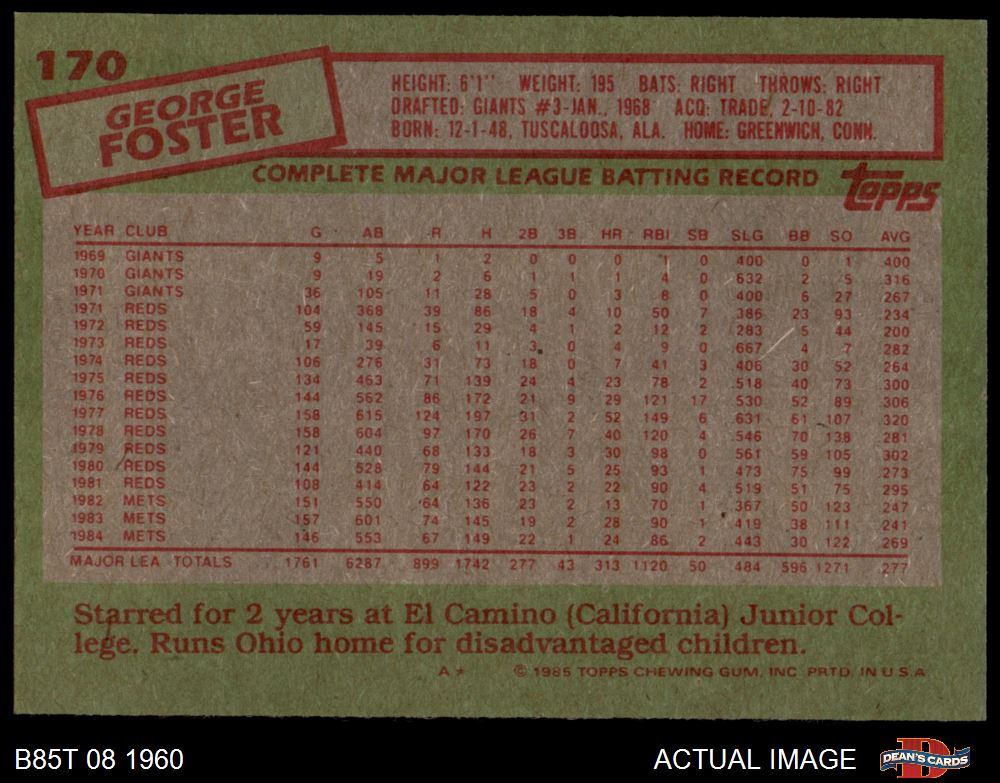 170
GEORGE
FOSTER
HEIGHT: 6'1" WEIGHT: 195 BATS: RIGHT THROWS: RIGHT
DRAFTED: GIANTS #3-JAN., 1968 ACQ: TRADE, 2-10-82
BORN: 12-1-48, TUSCALOOSA, ALA. HOME: GREENWICH, CONN.
COMPLETE MAJOR LEAGUE BATTING RECORD
topps
YEAR CLUB G AB R H 2B 3B HR RBI SB SLG BB SO AVG
1969 GIANTS 9 5 1 2 0 0 0 1 0 400 0 1 400
1970 GIANTS 9 19 2 6 1 1 1 4 0 632 2 5 316
1971 GIANTS 36 105 11 28 5 0 3 8 0 400 6 27 267
1971 REDS 104 368 39 86 18 4 10 50 7 386 23 93 234
1972 REDS 59 145 15 29 4 1 2 12 2 283 5 44 200
1973 REDS 17 39 6 11 3 0 4 9 0 667 4 7 282
1974 REDS 106 276 31 73 18 0 7 41 3 406 30 52 264
1975 REDS 134 463 71 139 24 4 23 78 2 518 40 73 300
1976 REDS 144 562 86 172 21 9 29 121 17 530 52 89 306
1977 REDS 158 615 124 197 31 2 52 149 6 631 61 107 320
1978 REDS 158 604 97 170 26 7 40 120 4 546 70 138 281
1979 REDS 121 440 68 133 18 3 30 98 0 561 59 105 302
1980 REDS 144 528 79 144 21 5 25 93 1 473 75 99 273
1981 REDS 108 414 64 122 23 2 22 90 4 519 51 75 295
1982 METS 151 550 64 136 23 2 13 70 1 367 50 123 247
1983 METS 157 601 74 145 19 2 28 90 1 419 38 111 241
1984 METS 146 553 67 149 22 1 24 86 2 443 30 122 269
MAJOR LEA TOTALS 1761 6287 899 1742 277 43 313 1120 50 484 596 1271 277
Starred for 2 years at El Camino (California) Junior Col-
lege. Runs Ohio home for disadvantaged children.
A* © 1985 TOPPS CHEWING GUM, INC PRTD. IN U.S.A
B85T 08 1960 ACTUAL IMAGE DEAN'S CARDS